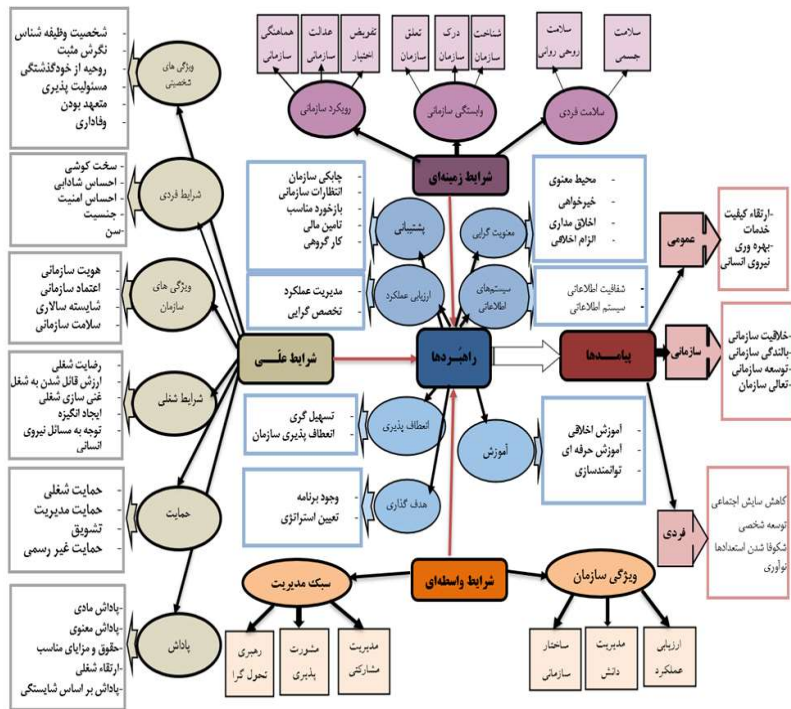 سلامت
جسمی
سلامت
روحی روانی
شناخت
سازمان
درک
سازمان
تعلق
سازمان
تفویض
اختیار
عدالت
سازمانی
هماهنگی
سازمانی
سلامت فردی
وابستگی سازمانی
رویکرد سازمانی
شرایط زمینه‌ای
ویژگی های
شخصیتی
- شخصیت وظیفه شناس
- نگرش مثبت
- روحیه از خودگذشتگی
- مسئولیت پذیری
- متعهد بودن
- وفاداری
شرایط فردی
- سخت کوشی
- احساس شادابی
- احساس امنیت
- جنسیت
-سن
ویژگی های
سازمان
- هویت سازمانی
- اعتماد سازمانی
- شایسته سالاری
- سلامت سازمانی
شرایط شغلی
- رضایت شغلی
- ارزش قائل شدن به شغل
- غنی سازی شغلی
- ایجاد انگیزه
- توجه به مسائل نیروی
انسانی
حمایت
- حمایت شغلی
- حمایت مدیریت
- تشویق
- حمایت غیر رسمی
پاداش
-پاداش مادی
-پاداش معنوی
-حقوق و مزایای مناسب
-ارتقاء شغلی
-پاداش بر اساس شایستگی
شرایط علّی
راهبردها
پیامدها
معنویت گرایی
- محیط معنوی
- خیرخواهی
- اخلاق مداری
- الزام اخلاقی
پشتیبانی
- چابکی سازمان
- انتظارات سازمانی
- بازخورد مناسب
- تامین مالی
- کار گروهی
سیستم‌های
اطلاعاتی
- شفافیت اطلاعاتی
- سیستم اطلاعاتی
ارزیابی عملکرد
- مدیریت عملکرد
- تخصص گرایی
انعطاف پذیری
- تسهیل گری
- انعطاف پذیری سازمان
آموزش
- آموزش اخلاقی
- آموزش حرفه ای
- توانمندسازی
هدف گذاری
- وجود برنامه
- تعیین استراتژی
عمومی
-ارتقاء کیفیت
خدمات
-بهره وری
نیروی انسانی
سازمانی
-خلاقیت سازمانی
-بالندگی سازمانی
-توسعه سازمانی
-تعالی سازمان
فردی
کاهش سایش اجتماعی
توسعه شخصی
شکوفا شدن استعدادها
نوآوری
شرایط واسطه‌ای
ویژگی سازمان
سبک مدیریت
ارزیابی
عملکرد
مدیریت
دانش
ساختار
سازمانی
مدیریت
مشارکتی
مشورت
پذیری
رهبری
تحول گرا